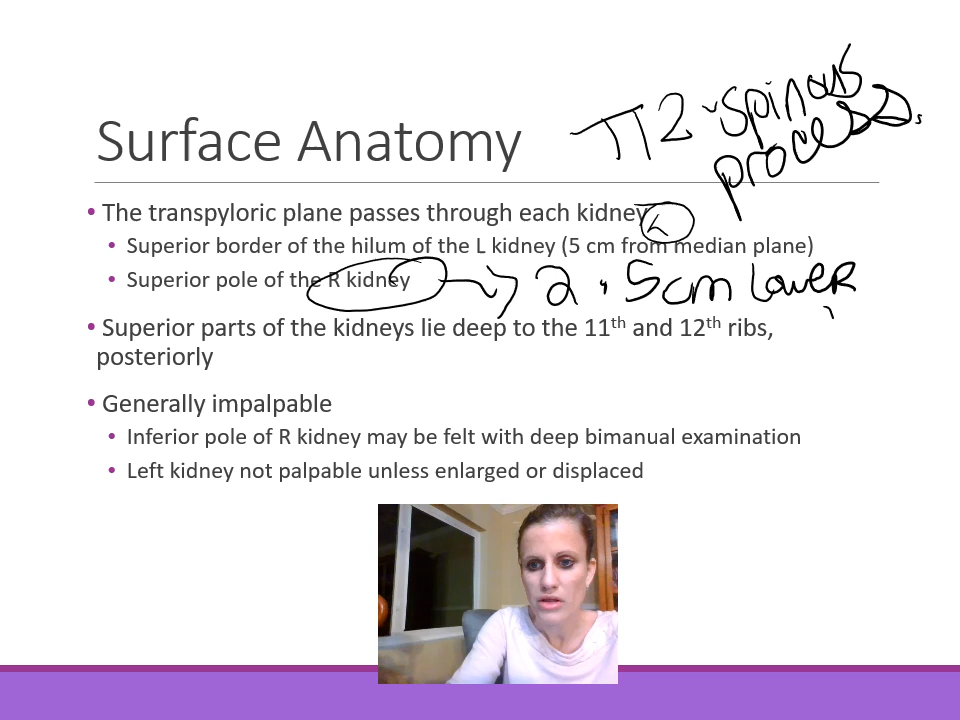 T12 - spinous
process.
Surface Anatomy
• The transpyloric plane passes through each kidney
L
• Superior border of the hilum of the L kidney (5 cm from median plane)
• Superior pole of the R kidney → 2.5cm lower
• Superior parts of the kidneys lie deep to the 11th and 12th ribs,
posteriorly
• Generally impalpable
• Inferior pole of R kidney may be felt with deep bimanual examination
• Left kidney not palpable unless enlarged or displaced